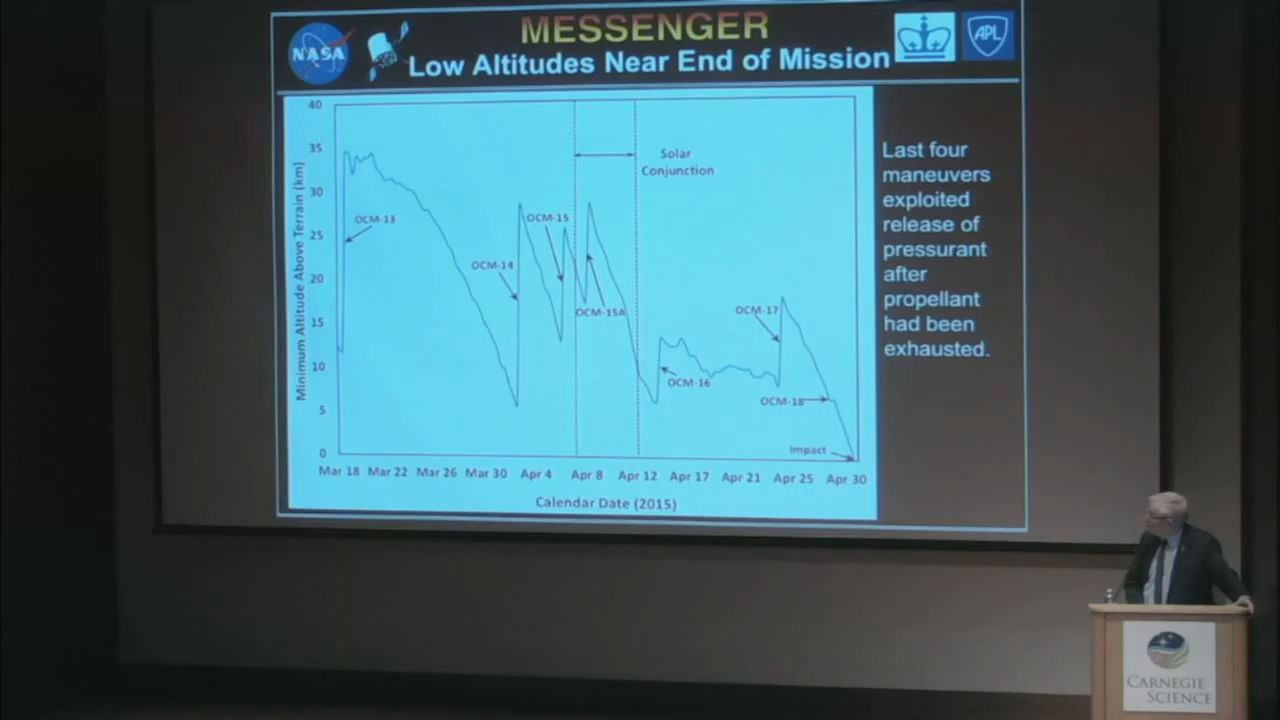 MESSENGER
NASA
APL
Low Altitudes Near End of Mission
40
35
30
25
20
15
10
5
0
Minimum Altitude Above Terrain (km)
OCM-13
OCM-14
OCM-15
OCM-15A
Solar
Conjunction
OCM-16
OCM-17
OCM-18
Impact
Mar 18 Mar 22 Mar 26 Mar 30 Apr 4 Apr 8 Apr 12 Apr 17 Apr 21 Apr 25 Apr 30
Calendar Date (2015)
Last four
maneuvers
exploited
release of
pressurant
after
propellant
had been
exhausted.
CARNEGIE
SCIENCE